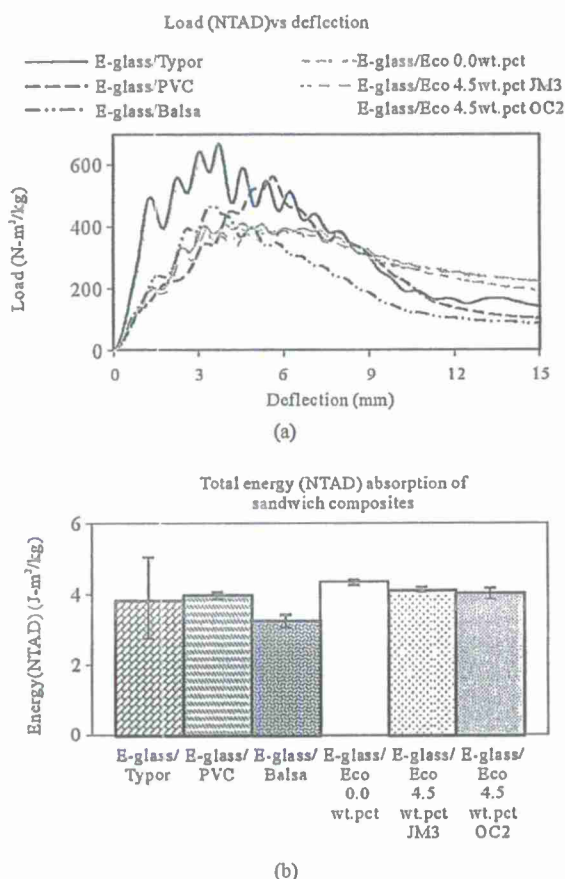 Load (NTAD)vs deflection
E-glass/Typor
E-glass/PVC
E-glass/Balsa
E-glass/Eco 0.0wt.pct
E-glass/Eco 4.5wt.pct JM3
E-glass/Eco 4.5wt.pct OC2
Load (N-m³/kg)
600
400
200
0
0 3 6 9 12 15
Deflection (mm)
(a)
Total energy (NTAD) absorption of
sandwich composites
Energy(NTAD) (J-m³/kg)
6
4
2
0
E-glass/
Typor
E-glass/
PVC
E-glass/
Balsa
E-glass/
Eco
0.0
wt.pct
E-glass/
Eco
4.5
wt.pct
JM3
E-glass/
Eco
4.5
wt.pct
OC2
(b)